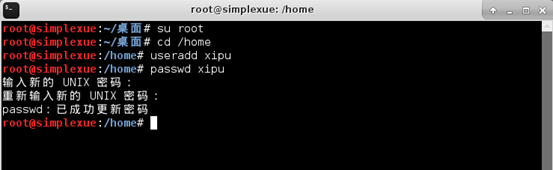 root@simplexue: /home
root@simplexue:~/桌面# su root
root@simplexue:~/桌面# cd /home
root@simplexue:/home# useradd xipu
root@simplexue:/home# passwd xipu
输入新的 UNIX 密码：
重新输入新的 UNIX 密码：
passwd：已成功更新密码
root@simplexue:/home#